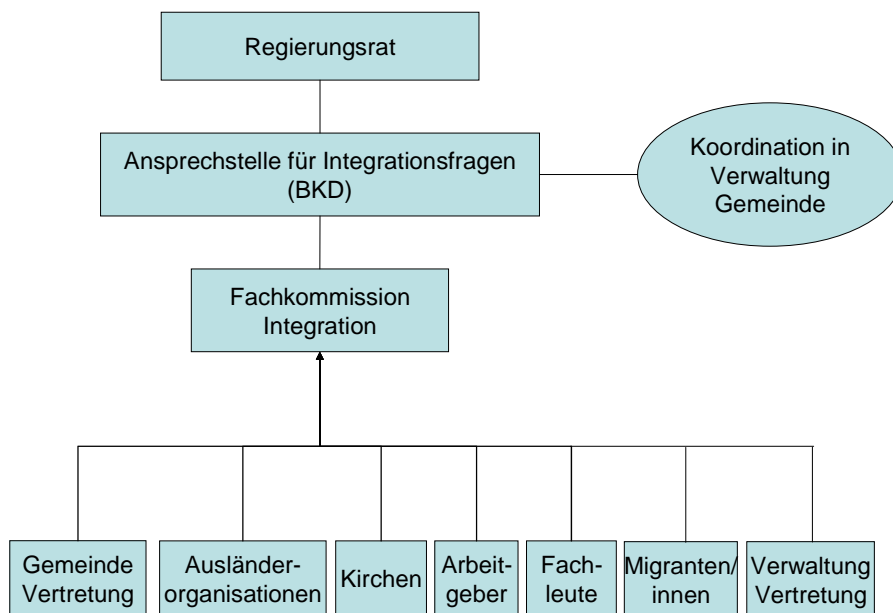 Regierungsrat
Ansprechstelle für Integrationsfragen
(BKD)
Koordination in
Verwaltung
Gemeinde
Fachkommission
Integration
Gemeinde
Vertretung
Ausländer-
organisationen
Kirchen
Arbeit-
geber
Fach-
leute
Migranten/
innen
Verwaltung
Vertretung